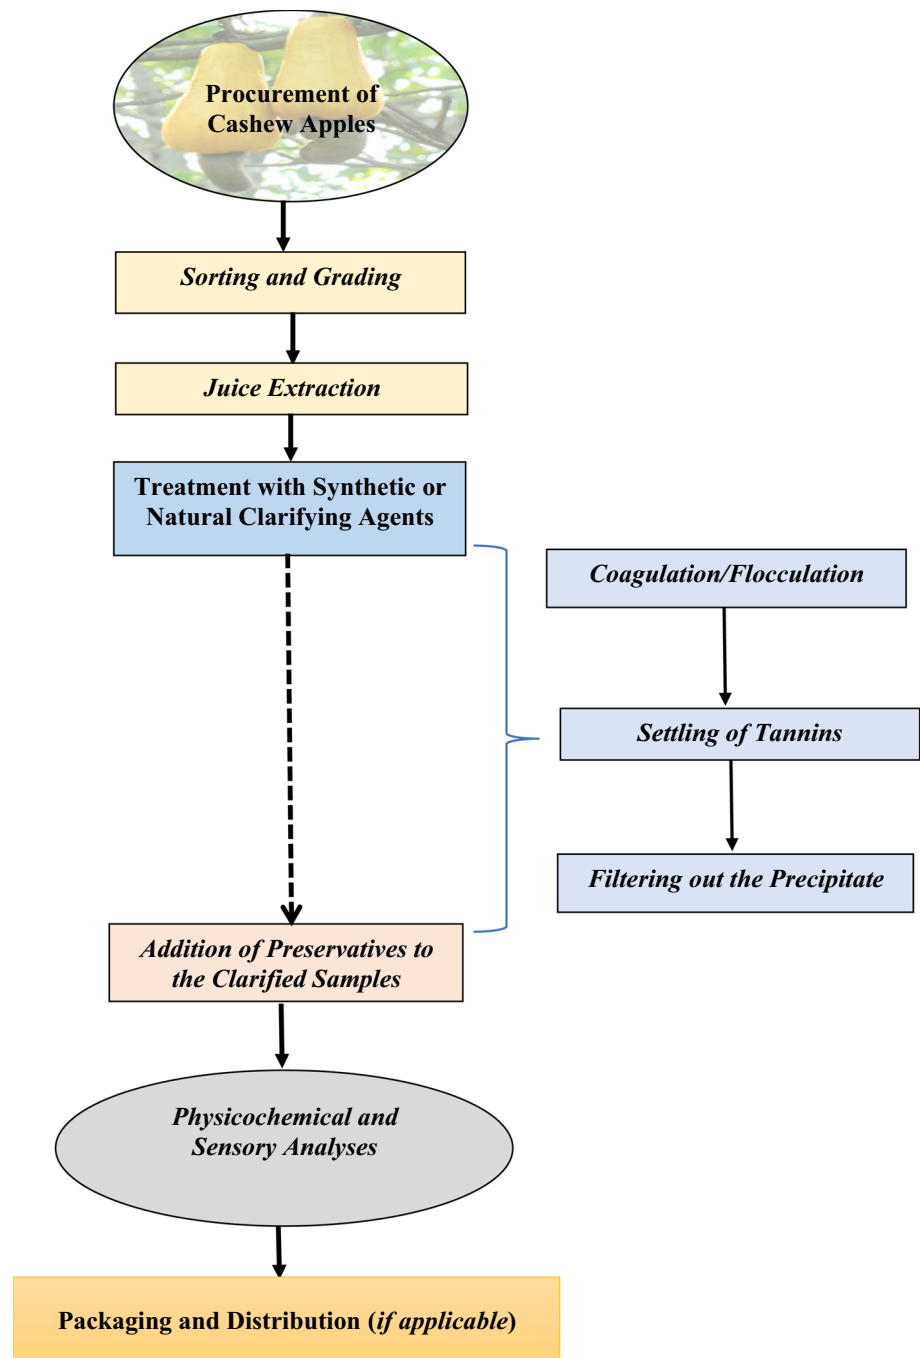 Procurement of
Cashew Apples
Sorting and Grading
Juice Extraction
Treatment with Synthetic or
Natural Clarifying Agents
Coagulation/Flocculation
Settling of Tannins
Filtering out the Precipitate
Addition of Preservatives to
the Clarified Samples
Physicochemical and
Sensory Analyses
Packaging and Distribution (if applicable)